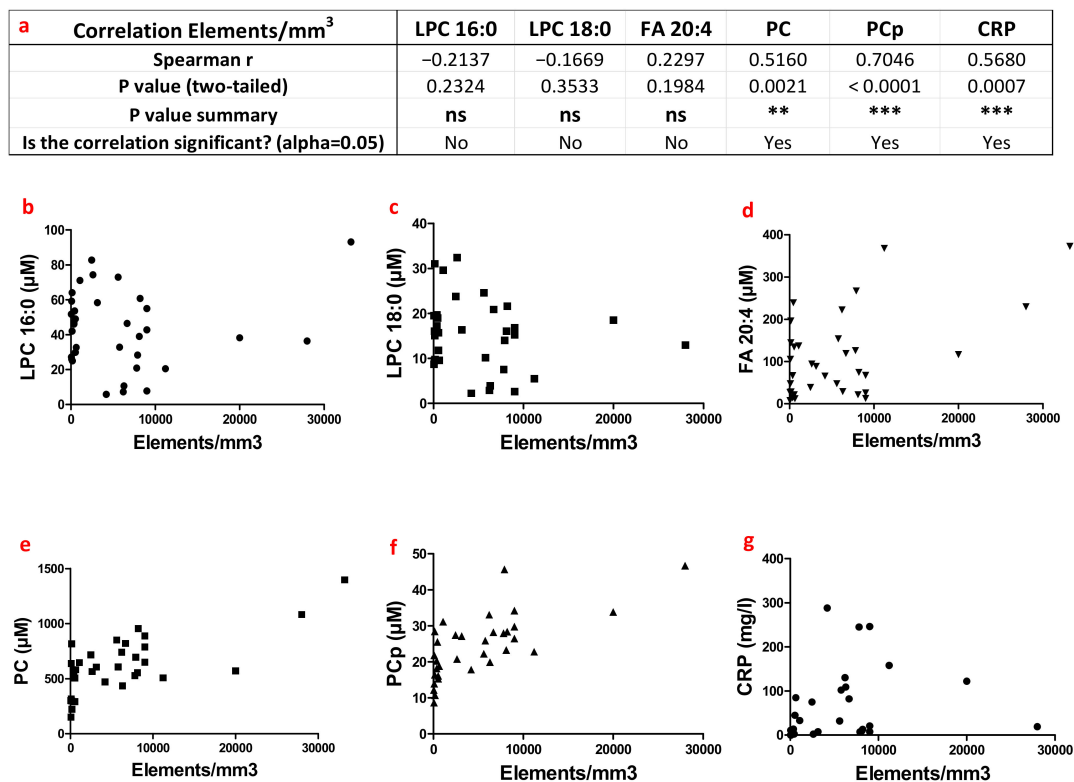 a Correlation Elements/mm³ LPC 16:0 LPC 18:0 FA 20:4 PC PCp CRP
Spearman r −0.2137 −0.1669 0.2297 0.5160 0.7046 0.5680
P value (two-tailed) 0.2324 0.3533 0.1984 0.0021 < 0.0001 0.0007
P value summary ns ns ns ** *** ***
Is the correlation significant? (alpha=0.05) No No No Yes Yes Yes
b
LPC 16:0 (µM)
100
80
60
40
20
0
0 10000 20000 30000
Elements/mm3
c
LPC 18:0 (µM)
40
30
20
10
0
0 10000 20000 30000
Elements/mm3
d
FA 20:4 (µM)
400
300
200
100
0
0 10000 20000 30000
Elements/mm3
e
PC (µM)
1500
1000
500
0
0 10000 20000 30000
Elements/mm3
f
PCp (µM)
50
40
30
20
10
0
0 10000 20000 30000
Elements/mm3
g
CRP (mg/l)
400
300
200
100
0
0 10000 20000 30000
Elements/mm3